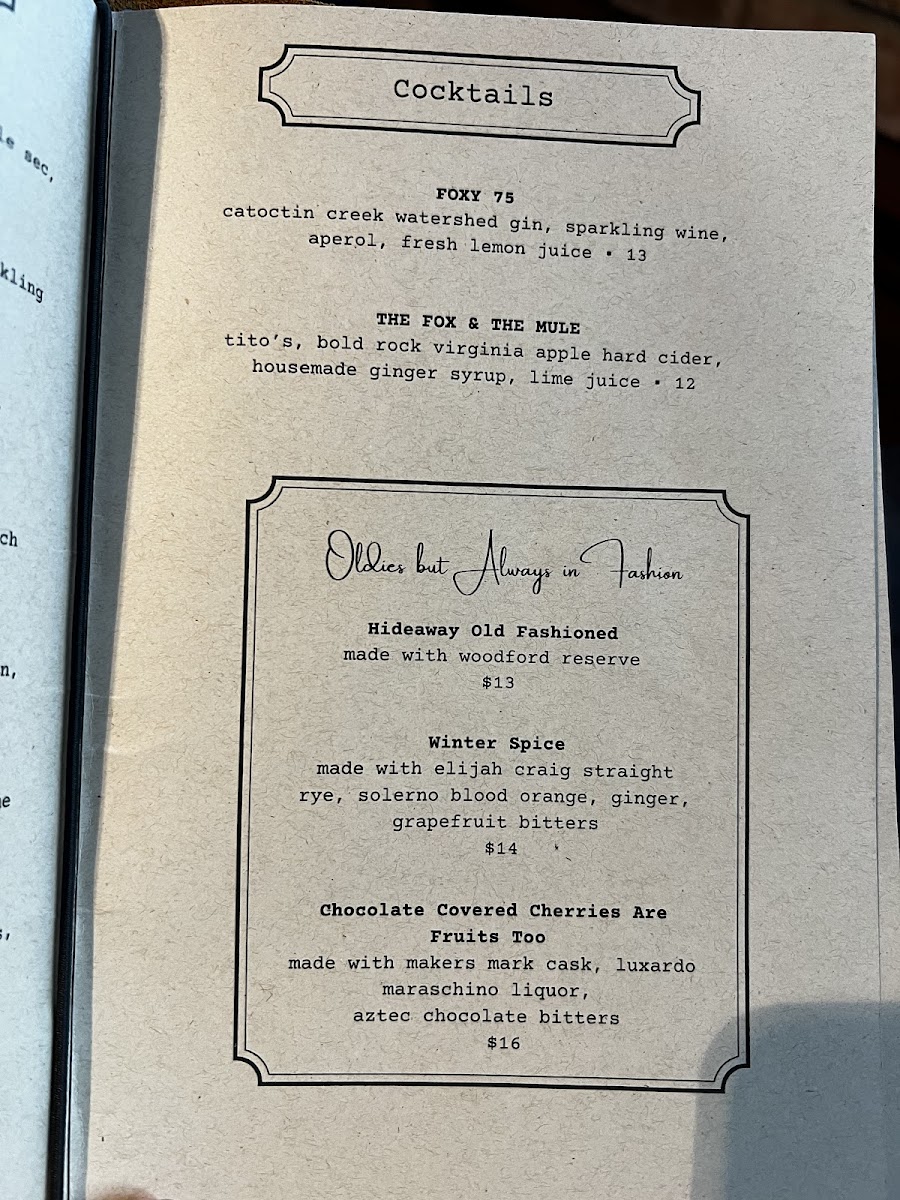 le sec,
kling
ch
n,
Cocktails
FOXY 75
catoctin creek watershed gin, sparkling wine,
aperol, fresh lemon juice • 13
THE FOX & THE MULE
tito's, bold rock virginia apple hard cider,
housemade ginger syrup, lime juice • 12
Oldies but Always in Fashion
Hideaway Old Fashioned
made with woodford reserve
$13
Winter Spice
made with elijah craig straight
rye, solerno blood orange, ginger,
grapefruit bitters
$14
Chocolate Covered Cherries Are
Fruits Too
made with makers mark cask, luxardo
maraschino liquor,
aztec chocolate bitters
$16